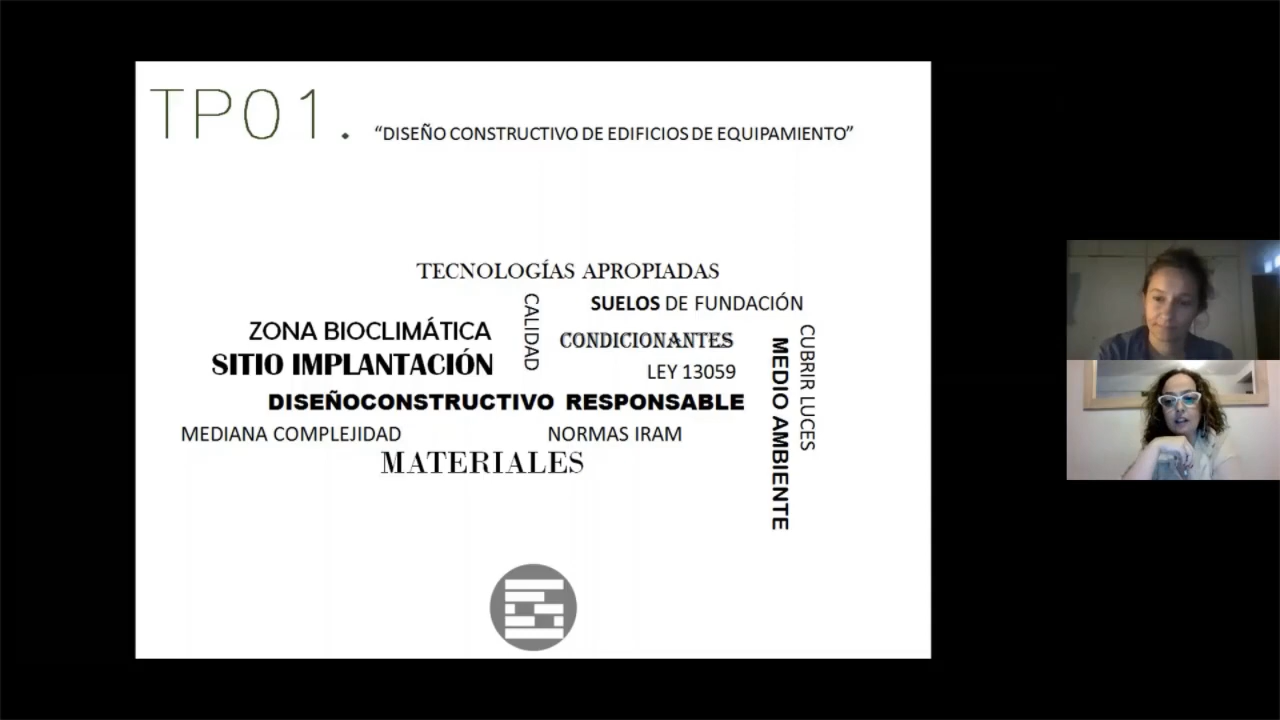 TP01.
“DISEÑO CONSTRUCTIVO DE EDIFICIOS DE EQUIPAMIENTO”
TECNOLOGÍAS APROPIADAS
SUELOS DE FUNDACIÓN
CALIDAD
ZONA BIOCLIMÁTICA
CONDICIONANTES
SITIO IMPLANTACIÓN
LEY 13059
CUBRIR LUCES
MEDIO AMBIENTE
DISEÑOCONSTRUCTIVO RESPONSABLE
MEDIANA COMPLEJIDAD
NORMAS IRAM
MATERIALES